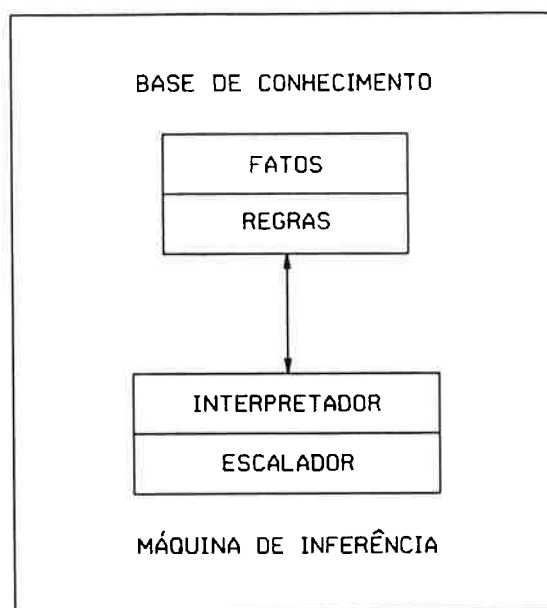 BASE DE CONHECIMENTO
FATOS
REGRAS
INTERPRETADOR
ESCALADOR
MÁQUINA DE INFERÊNCIA